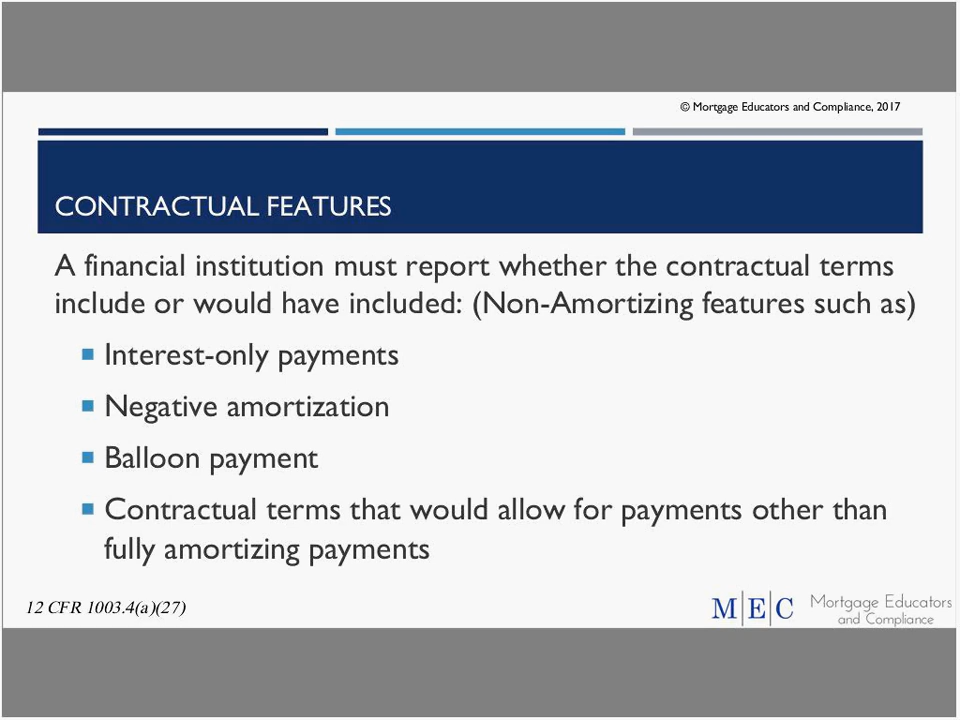 © Mortgage Educators and Compliance, 2017
CONTRACTUAL FEATURES
A financial institution must report whether the contractual terms
include or would have included: (Non-Amortizing features such as)
Interest-only payments
Negative amortization
Balloon payment
Contractual terms that would allow for payments other than
fully amortizing payments
12 CFR 1003.4(a)(27)
M|E|C Mortgage Educators
and Compliance